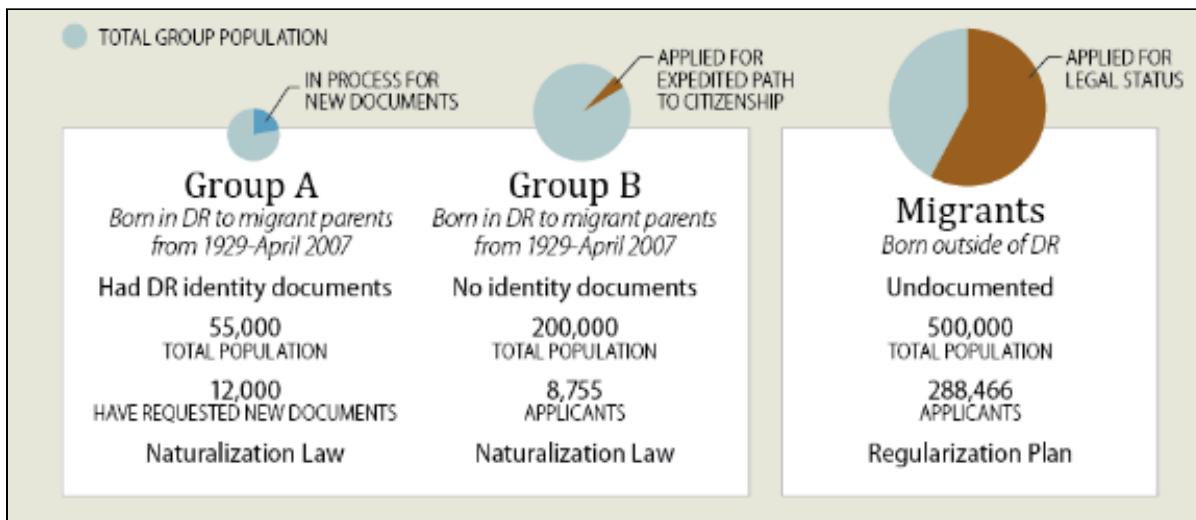 TOTAL GROUP POPULATION
IN PROCESS FOR
NEW DOCUMENTS
APPLIED FOR
EXPEDITED PATH
TO CITIZENSHIP
APPLIED FOR
LEGAL STATUS
Group A
Born in DR to migrant parents
from 1929-April 2007
Had DR identity documents
55,000
TOTAL POPULATION
12,000
HAVE REQUESTED NEW DOCUMENTS
Naturalization Law
Group B
Born in DR to migrant parents
from 1929-April 2007
No identity documents
200,000
TOTAL POPULATION
8,755
APPLICANTS
Naturalization Law
Migrants
Born outside of DR
Undocumented
500,000
TOTAL POPULATION
288,466
APPLICANTS
Regularization Plan